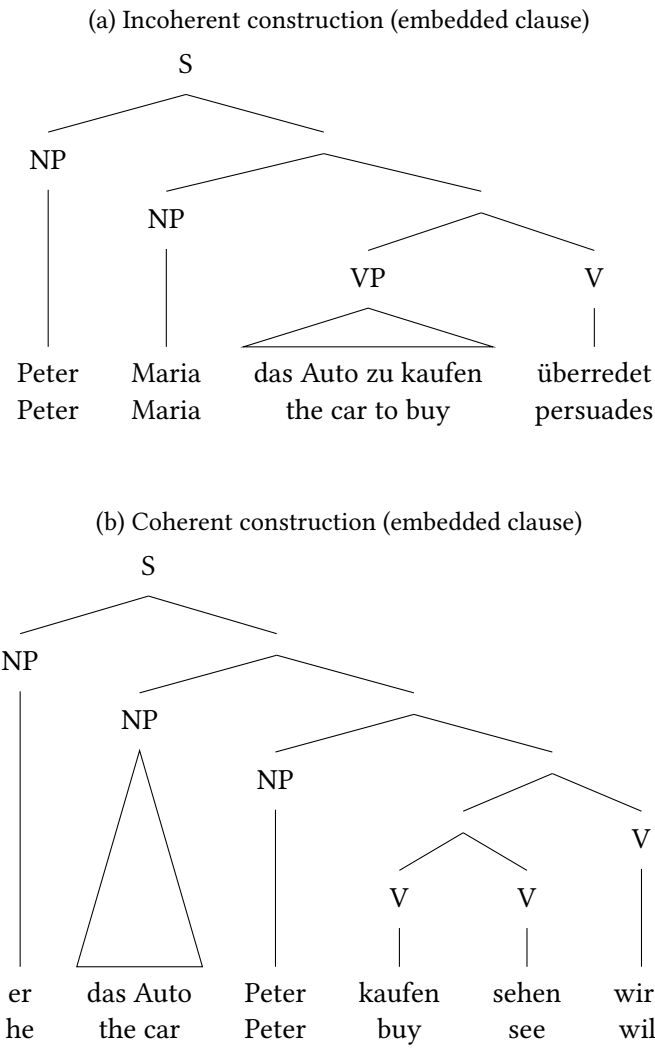 (a) Incoherent construction (embedded clause)
S
NP
NP
VP V
Peter Maria das Auto zu kaufen überredet
Peter Maria the car to buy persuades
(b) Coherent construction (embedded clause)
S
NP
NP
NP
V
V V
er das Auto Peter kaufen sehen wir
he the car Peter buy see wil